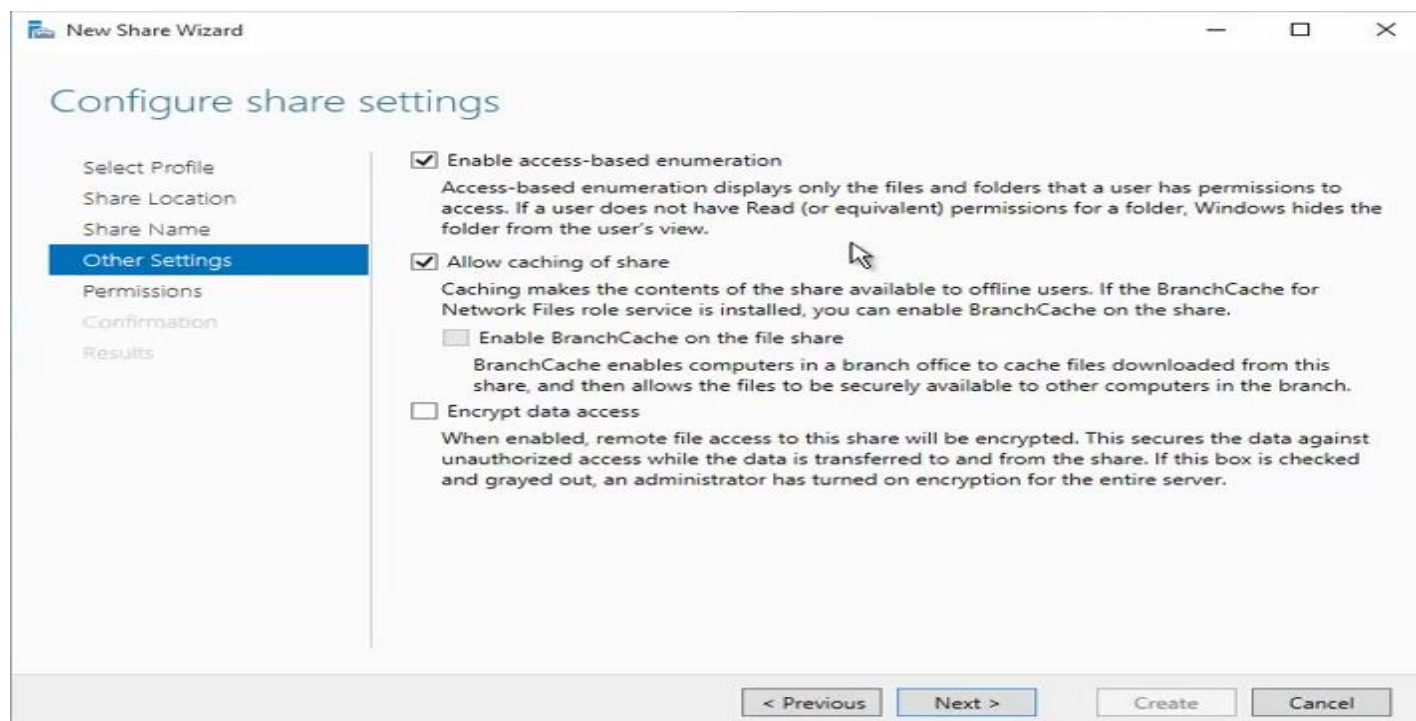 New Share Wizard
Configure share settings
Select Profile
Share Location
Share Name
Other Settings
Permissions
Confirmation
Results
Enable access-based enumeration
Access-based enumeration displays only the files and folders that a user has permissions to
access. If a user does not have Read (or equivalent) permissions for a folder, Windows hides the
folder from the user's view.
Allow caching of share
Caching makes the contents of the share available to offline users. If the BranchCache for
Network Files role service is installed, you can enable BranchCache on the share.
Enable BranchCache on the file share
BranchCache enables computers in a branch office to cache files downloaded from this
share, and then allows the files to be securely available to other computers in the branch.
Encrypt data access
When enabled, remote file access to this share will be encrypted. This secures the data against
unauthorized access while the data is transferred to and from the share. If this box is checked
and grayed out, an administrator has turned on encryption for the entire server.
< Previous
Next >
Create
Cancel